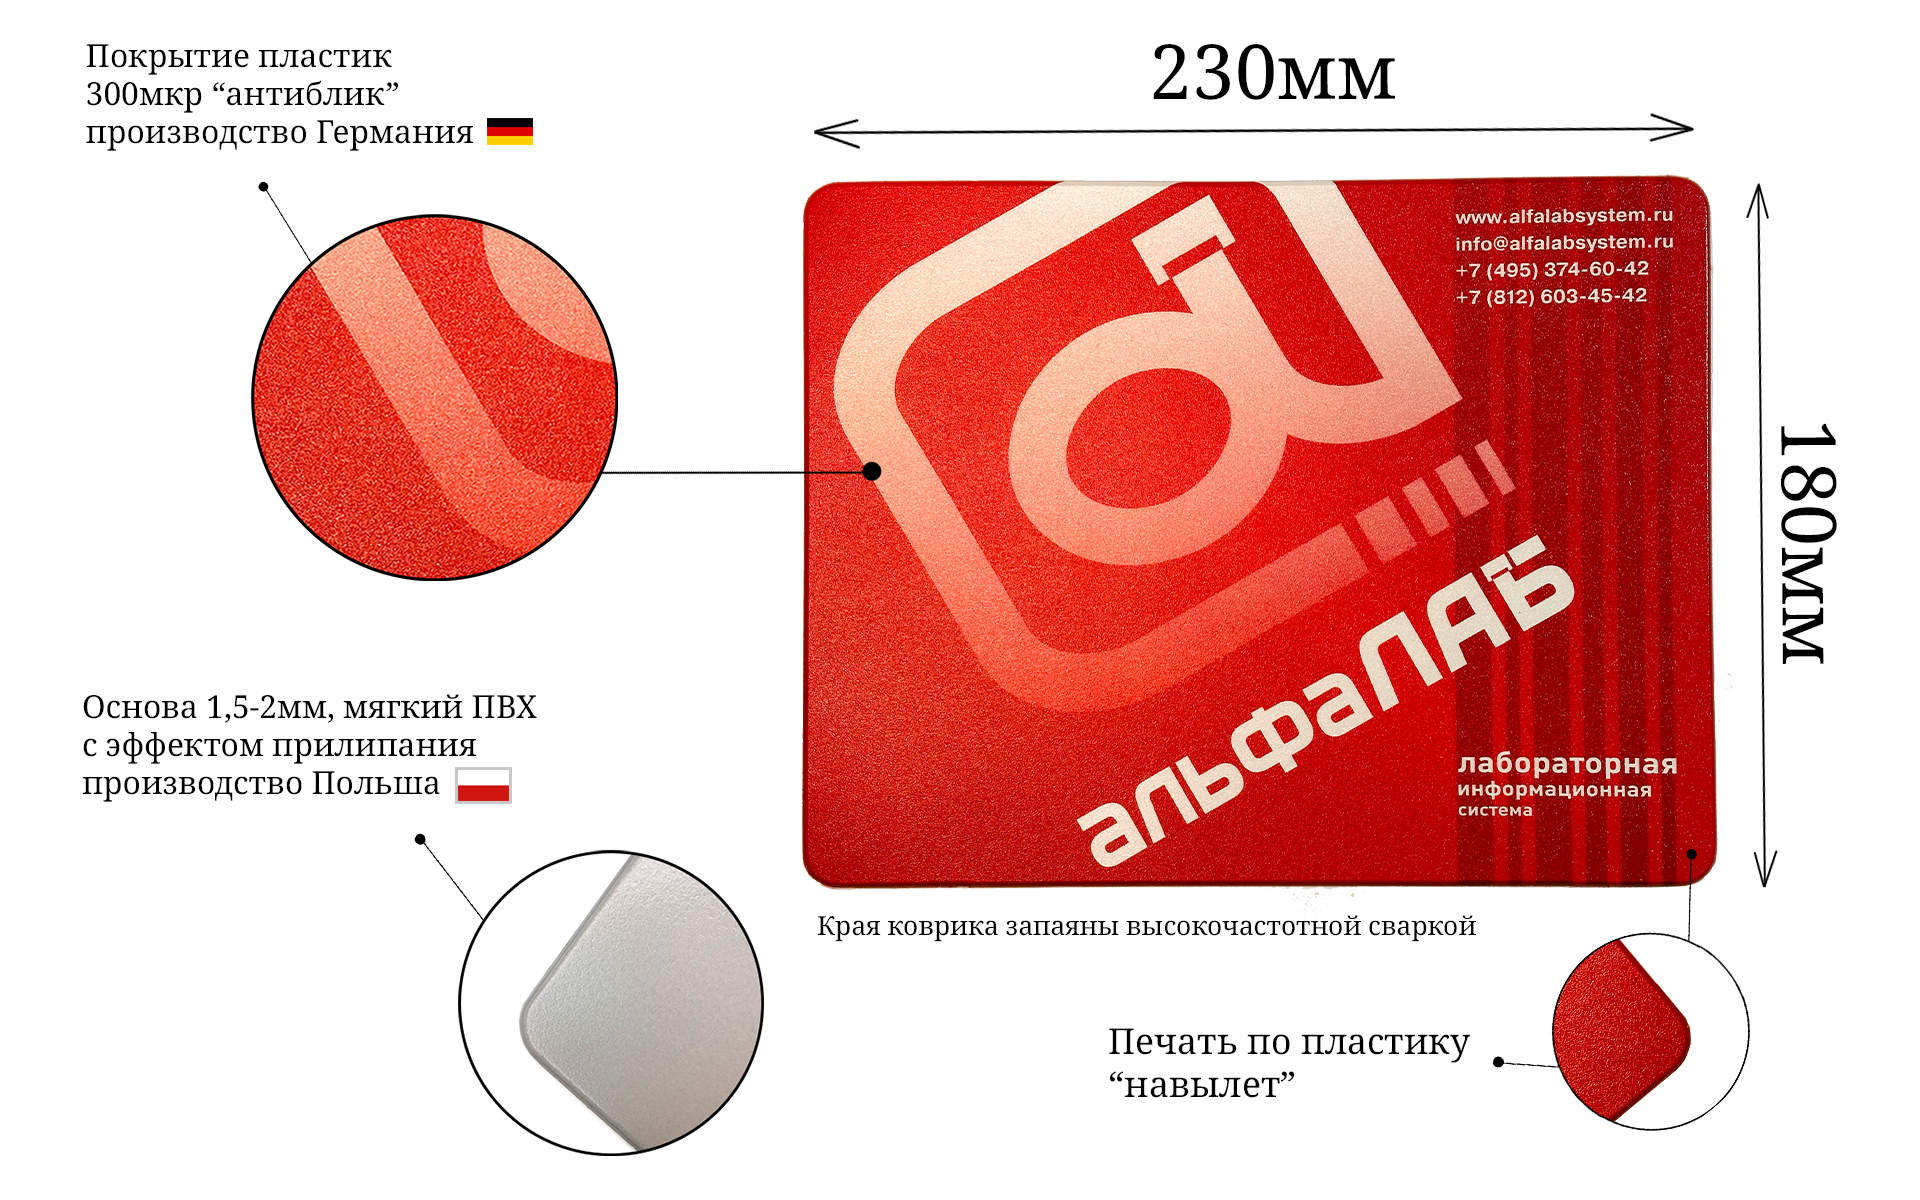 Покрытие пластик
300мкр “антиблик”
производство Германия
230мм
180мм
www.alfalabsystem.ru
info@alfalabsystem.ru
+7 (495) 374-60-42
+7 (812) 603-45-42
альфаЛАБ
лабораторная
информационная
система
Основа 1,5-2мм, мягкий ПВХ
с эффектом прилипания
производство Польша
Края коврика запаяны высокочастотной сваркой
Печать по пластику
“навылет”